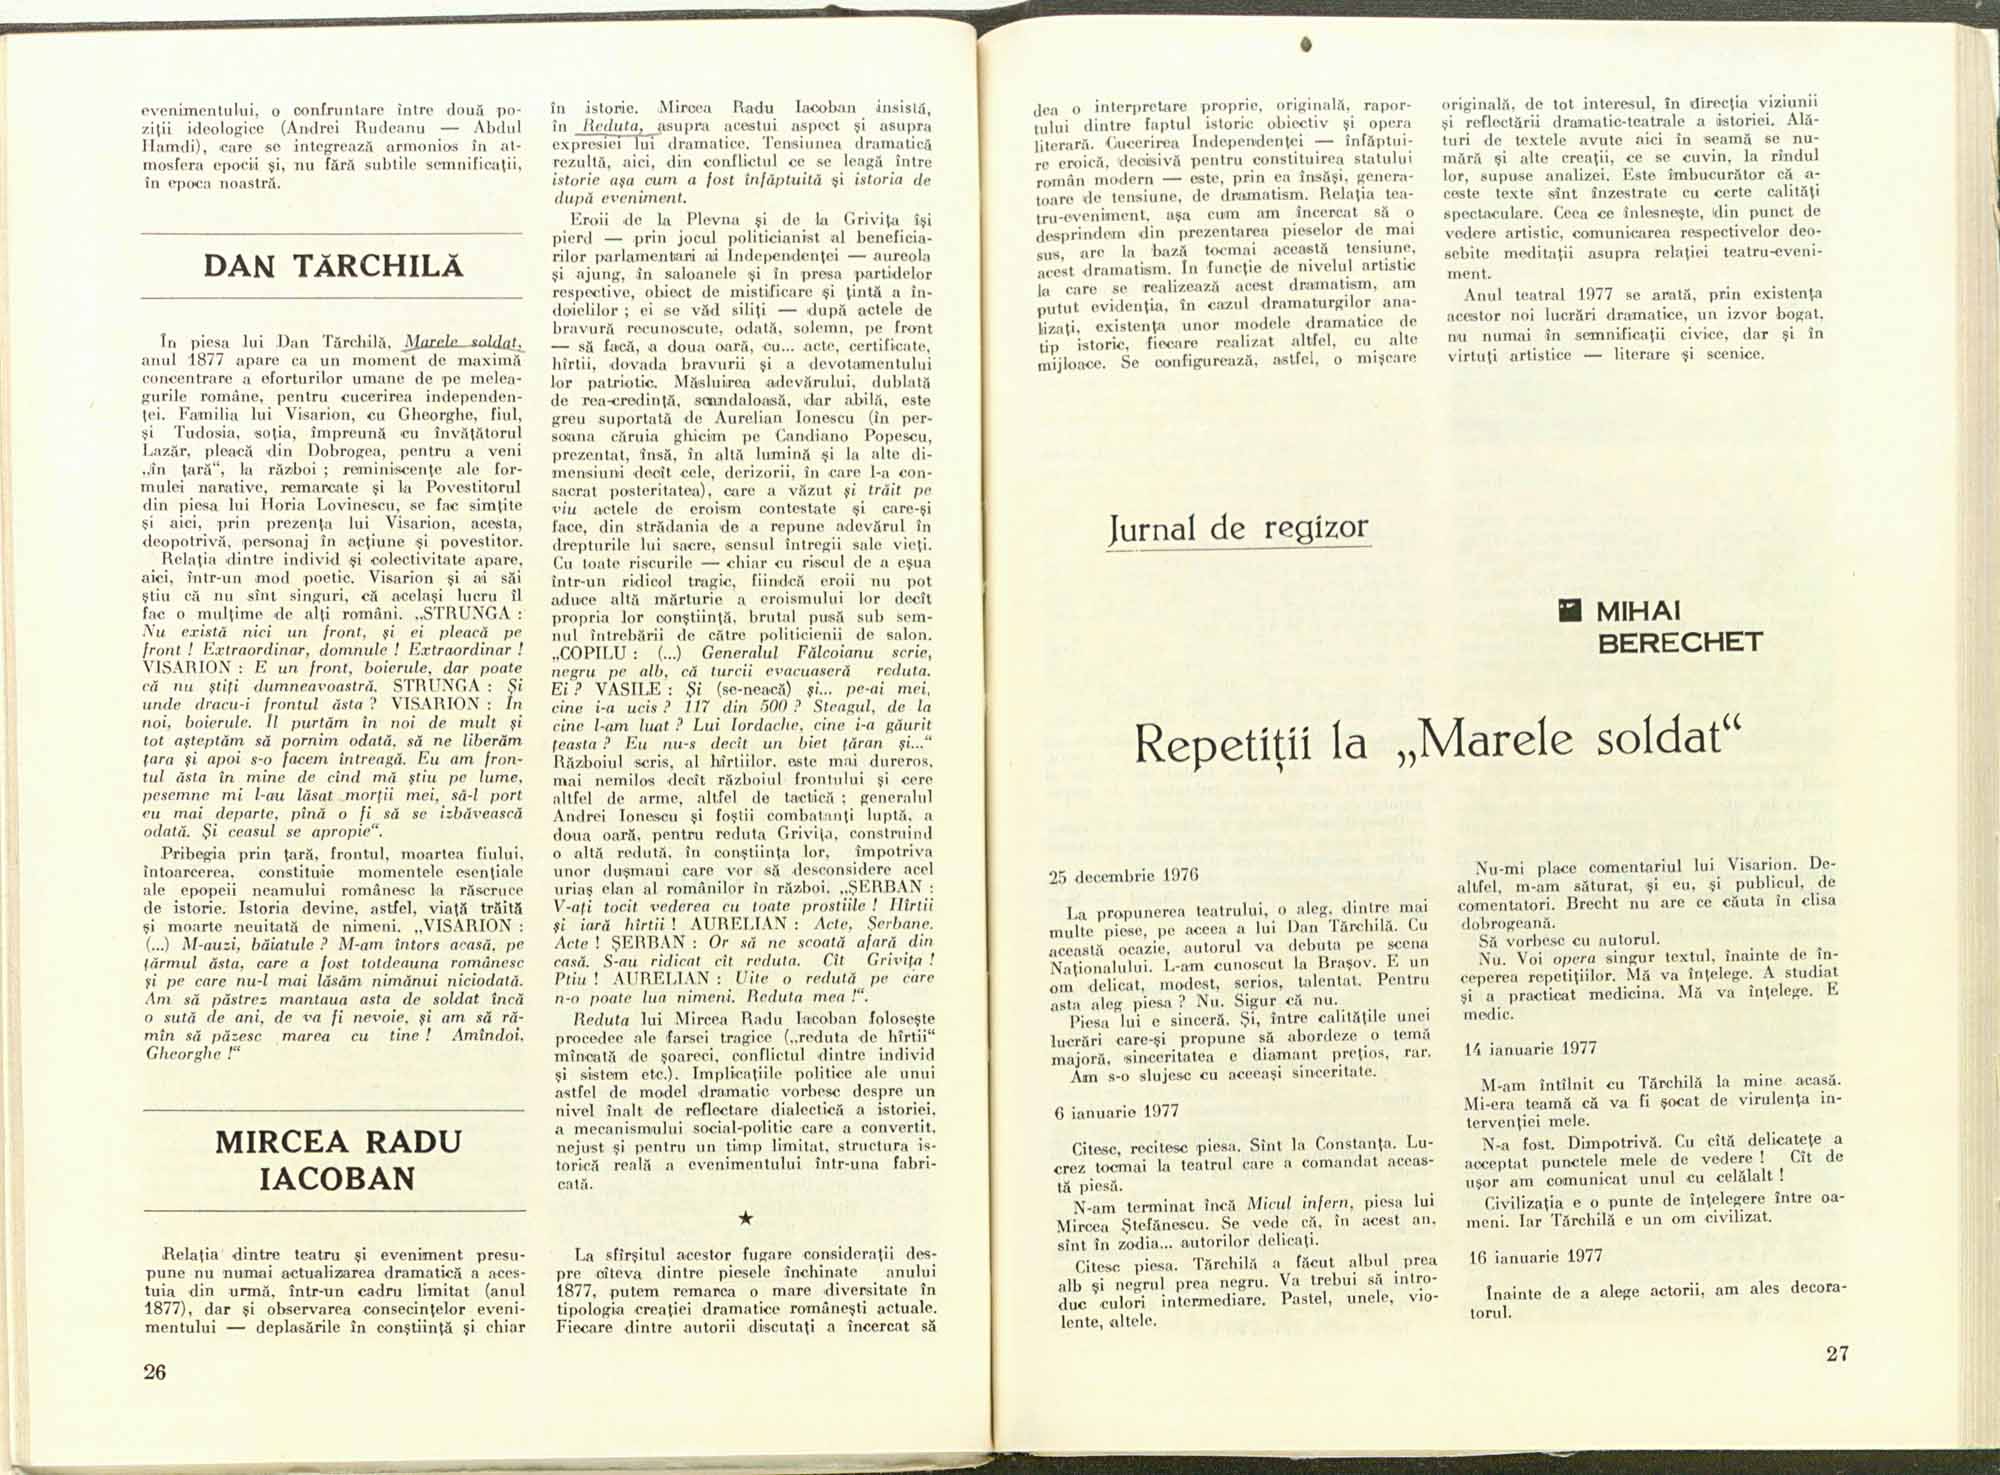 evenimentului, o confruntare între două po-
ziții ideologice (Andrei Rudeanu — Abdul
Hamdi), care se integrează armonios în at-
mosfera epocii și, nu fără subtile semnificații,
în epoca noastră.
DAN TĂRCHILĂ
În piesa lui Dan Tărchilă, Marele soldat,
anul 1877 apare ca un moment de maximă
concentrare a eforturilor umane de pe melea-
gurile române, pentru cucerirea independen-
ței. Familia lui Visarion, cu Gheorghe, fiul,
și Tudosia, soția, împreună cu învățătorul
Lazăr, pleacă din Dobrogea, pentru a veni
„în țară“, la război ; reminiscențe ale for-
mulei narative, remarcate și la Povestitorul
din piesa lui Horia Lovinescu, se fac simțite
și aici, prin prezența lui Visarion, acesta,
deopotrivă, personaj în acțiune și povestitor.
Relația dintre individ și colectivitate apare,
aici, într-un mod poetic. Visarion și ai săi
știu că nu sînt singuri, că același lucru îl
fac o mulțime de alți români. „STRUNGA :
Nu există nici un front, și ei pleacă pe
front ! Extraordinar, domnule ! Extraordinar !
VISARION : E un front, boierule, dar poate
că nu știți dumneavoastră. STRUNGA : Și
unde dracu-i frontul ăsta ? VISARION : În
noi, boierule. Îl purtăm în noi de mult și
tot așteptăm să pornim odată, să ne liberăm
țara și apoi s-o facem întreagă. Eu am fron-
tul ăsta în mine de cînd mă știu pe lume,
pesemne mi l-au lăsat morții mei, să-l port
eu mai departe, pînă o fi să se izbăvească
odată. Și ceasul se apropie“.
Pribegia prin țară, frontul, moartea fiului,
întoarcerea, constituie momentele esențiale
ale epopeii neamului românesc la răscruce
de istorie. Istoria devine, astfel, viață trăită
și moarte neuitată de nimeni. „VISARION :
(...) M-auzi, băiatule ? M-am întors acasă, pe
țărmul ăsta, care a fost totdeauna românesc
și pe care nu-l mai lăsăm nimănui niciodată.
Am să păstrez mantaua asta de soldat încă
o sută de ani, de va fi nevoie, și am să ră-
mîn să păzesc marea cu tine ! Amîndoi,
Gheorghe !“
MIRCEA RADU
IACOBAN
Relația dintre teatru și eveniment presu-
pune nu numai actualizarea dramatică a aces-
tuia din urmă, într-un cadru limitat (anul
1877), dar și observarea consecințelor eveni-
mentului — deplasările în conștiință și chiar
26
în istorie. Mircea Radu Iacoban insistă,
în Reduta, asupra acestui aspect și asupra
expresiei lui dramatice. Tensiunea dramatică
rezultă, aici, din conflictul ce se leagă între
istorie așa cum a fost înfăptuită și istoria de
după eveniment.
Eroii de la Plevna și de la Grivița își
pierd — prin jocul politicianist al beneficia-
rilor parlamentari ai Independenței — aureola
și ajung, în saloanele și în presa partidelor
respective, obiect de mistificare și țintă a în-
doielilor ; ei se văd siliți — după actele de
bravură recunoscute, odată, solemn, pe front
— să facă, a doua oară, cu... acte, certificate,
hîrtii, dovada bravurii și a devotamentului
lor patriotic. Măsluirea adevărului, dublată
de rea-credință, scandaloasă, dar abilă, este
greu suportată de Aurelian Ionescu (în per-
soana căruia ghicim pe Candiano Popescu,
prezentat, însă, în altă lumină și la alte di-
mensiuni decît cele, derizorii, în care l-a con-
sacrat posteritatea), care a văzut și trăit pe
viu actele de eroism contestate și care-și
face, din strădania de a repune adevărul în
drepturile lui sacre, sensul întregii sale vieți.
Cu toate riscurile — chiar cu riscul de a eșua
într-un ridicol tragic, fiindcă eroii nu pot
aduce altă mărturie a eroismului lor decît
propria lor conștiință, brutal pusă sub sem-
nul întrebării de către politicienii de salon.
„COPILU : (...) Generalul Fălcoianu scrie,
negru pe alb, că turcii evacuaseră reduta.
Ei ? VASILE : Și (se-neacă) și... pe-ai mei,
cine i-a ucis ? 117 din 500 ? Steagul, de la
cine l-am luat ? Lui Iordache, cine i-a găurit
țeasta ? Eu nu-s decît un biet țăran și...“
Războiul scris, al hîrtiilor, este mai dureros,
mai nemilos decît războiul frontului și cere
altfel de arme, altfel de tactică ; generalul
Andrei Ionescu și foștii combatanți luptă, a
doua oară, pentru reduta Grivița, construind
o altă redută, în conștiința lor, împotriva
unor dușmani care vor să desconsidere acel
uriaș elan al românilor în război. „ȘERBAN :
V-ați tocit vederea cu toate prostiile ! Hîrtii
și iară hîrtii ! AURELIAN : Acte, Șerbane.
Acte ! ȘERBAN : Or să ne scoată afară din
casă. S-au ridicat cît reduta. Cît Grivița !
Ptiu ! AURELIAN : Uite o redută pe care
n-o poate lua nimeni. Reduta mea !“.
Reduta lui Mircea Radu Iacoban folosește
procedee ale farsei tragice („reduta de hîrtii“
mîncată de șoareci, conflictul dintre individ
și sistem etc.). Implicațiile politice ale unui
astfel de model dramatic vorbesc despre un
nivel înalt de reflectare dialectică a istoriei,
a mecanismului social-politic care a convertit,
nejust și pentru un timp limitat, structura is-
torică reală a evenimentului într-una fabri-
cată.
★
La sfîrșitul acestor fugare considerații des-
pre cîteva dintre piesele închinate anului
1877, putem remarca o mare diversitate în
tipologia creației dramatice românești actuale.
Fiecare dintre autorii discutați a încercat să
dea o interpretare proprie, originală, rapor-
tului dintre faptul istoric obiectiv și opera
literară. Cucerirea Independenței — înfăptui-
re eroică, decisivă pentru constituirea statului
român modern — este, prin ea însăși, genera-
toare de tensiune, de dramatism. Relația tea-
tru-eveniment, așa cum am încercat să o
desprindem din prezentarea pieselor de mai
sus, are la bază tocmai această tensiune,
acest dramatism. În funcție de nivelul artistic
la care se realizează acest dramatism, am
putut evidenția, în cazul dramaturgilor ana-
lizați, existența unor modele dramatice de
tip istoric, fiecare realizat altfel, cu alte
mijloace. Se configurează, astfel, o mișcare
originală, de tot interesul, în direcția viziunii
și reflectării dramatic-teatrale a istoriei. Ală-
turi de textele avute aici în seamă se nu-
mără și alte creații, ce se cuvin, la rîndul
lor, supuse analizei. Este îmbucurător că a-
ceste texte sînt înzestrate cu certe calități
spectaculare. Ceea ce înlesnește, din punct de
vedere artistic, comunicarea respectivelor deo-
sebite meditații asupra relației teatru-eveni-
ment.
Anul teatral 1977 se arată, prin existența
acestor noi lucrări dramatice, un izvor bogat,
nu numai în semnificații civice, dar și în
virtuți artistice — literare și scenice.
Jurnal de regizor
MIHAI
BERECHET
Repetiții la „Marele soldat“
25 decembrie 1976
La propunerea teatrului, o aleg, dintre mai
multe piese, pe aceea a lui Dan Tărchilă. Cu
această ocazie, autorul va debuta pe scena
Naționalului. L-am cunoscut la Brașov. E un
om delicat, modest, serios, talentat. Pentru
asta aleg piesa ? Nu. Sigur că nu.
Piesa lui e sinceră. Și, între calitățile unei
lucrări care-și propune să abordeze o temă
majoră, sinceritatea e diamant prețios, rar.
Am s-o slujesc cu aceeași sinceritate.
6 ianuarie 1977
Citesc, recitesc piesa. Sînt la Constanța. Lu-
crez tocmai la teatrul care a comandat aceas-
tă piesă.
N-am terminat încă Micul infern, piesa lui
Mircea Ștefănescu. Se vede că, în acest an,
sînt în zodia... autorilor delicați.
Citesc piesa. Tărchilă a făcut albul prea
alb și negrul prea negru. Va trebui să intro-
duc culori intermediare. Pastel, unele, vio-
lente, altele.
Nu-mi place comentariul lui Visarion. De-
altfel, m-am săturat, și eu, și publicul, de
comentatori. Brecht nu are ce căuta în clisa
dobrogeană.
Să vorbesc cu autorul.
Nu. Voi opera singur textul, înainte de în-
ceperea repetițiilor. Mă va înțelege. A studiat
și a practicat medicina. Mă va înțelege. E
medic.
14 ianuarie 1977
M-am întîlnit cu Tărchilă la mine acasă.
Mi-era teamă că va fi șocat de virulența in-
tervenției mele.
N-a fost. Dimpotrivă. Cu cîtă delicatețe a
acceptat punctele mele de vedere ! Cît de
ușor am comunicat unul cu celălalt !
Civilizația e o punte de înțelegere între oa-
meni. Iar Tărchilă e un om civilizat.
16 ianuarie 1977
Înainte de a alege actorii, am ales decora-
torul.
27